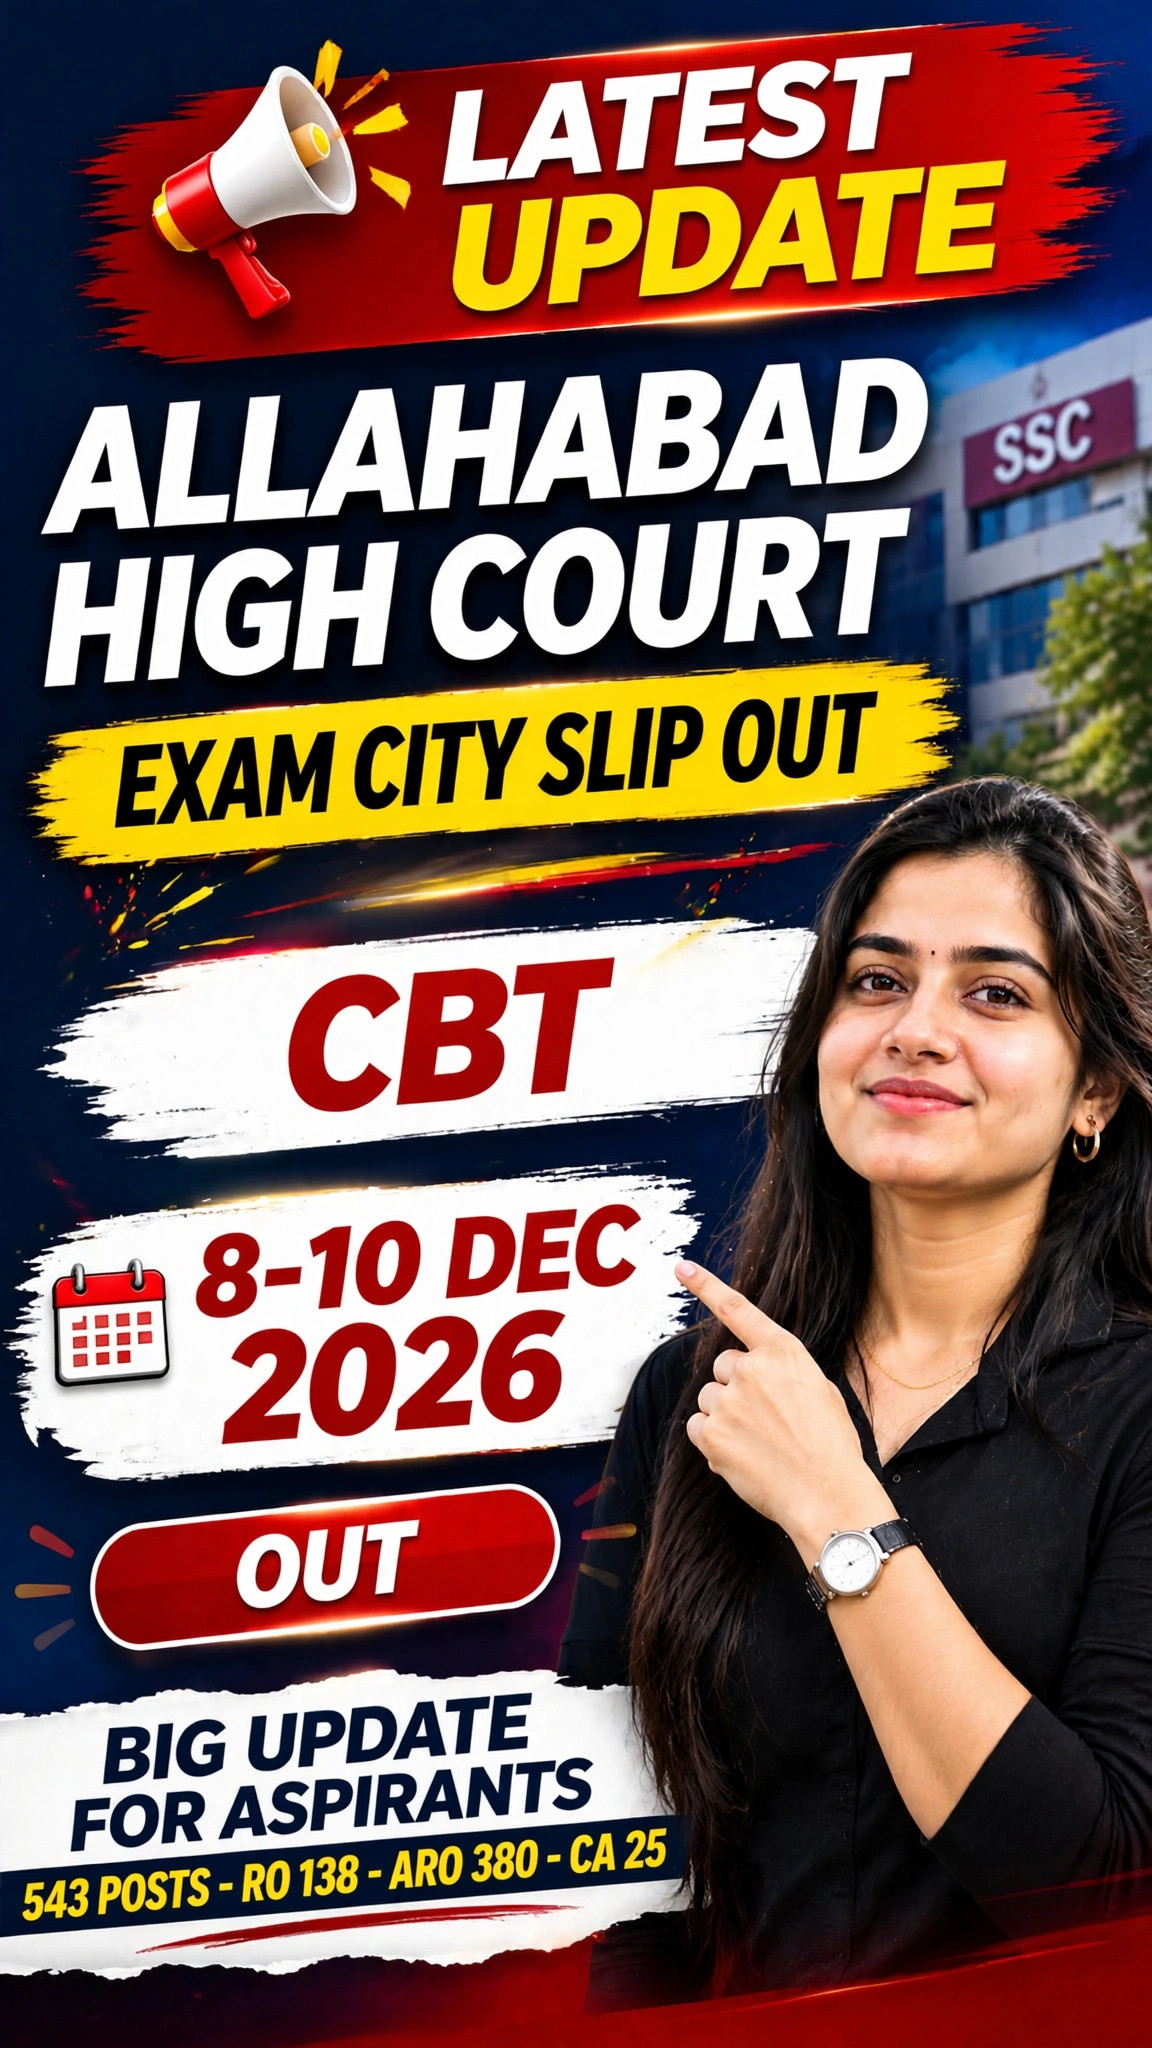 LATEST
UPDATE
ALLAHABAD
HIGH COURT
SSC
EXAM CITY SLIP OUT
CBT
8-10 DEC
2026
OUT
BIG UPDATE
FOR ASPIRANTS
543 POSTS - RO 138 - ARO 380 - CA 25